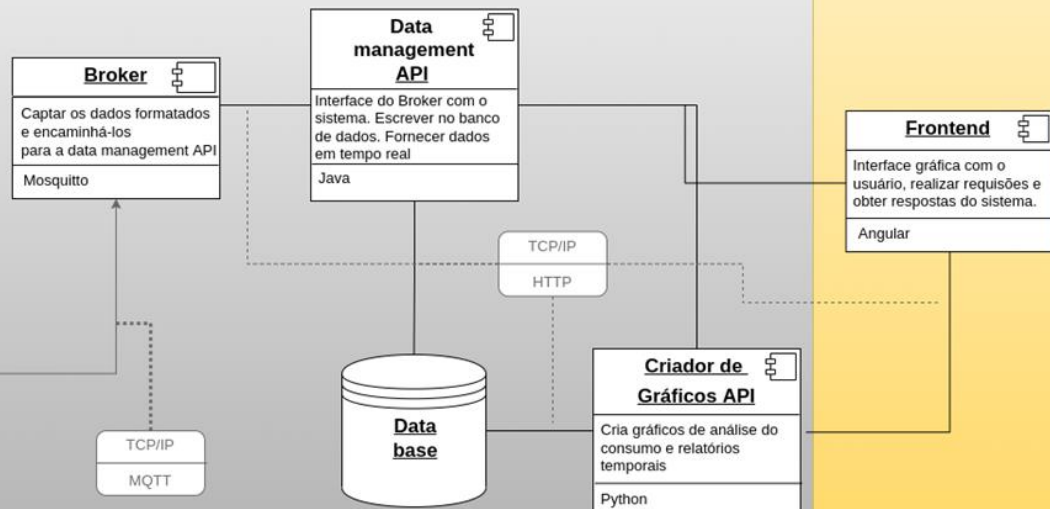 Broker
Captar os dados formatados
e encaminhá-los
para a data management API
Mosquitto
Data
management
API
Interface do Broker com o
sistema. Escrever no banco
de dados. Fornecer dados
em tempo real
Java
Frontend
Interface gráfica com o
usuário, realizar requisões e
obter respostas do sistema.
Angular
TCP/IP
HTTP
TCP/IP
MQTT
Data
base
Criador de
Gráficos API
Cria gráficos de análise do
consumo e relatórios
temporais
Python